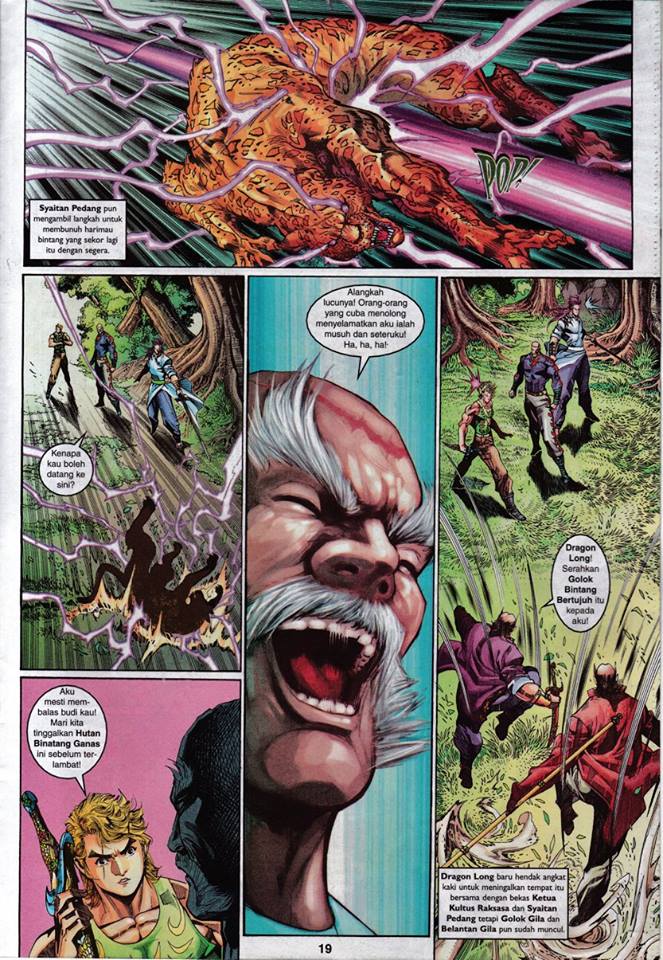 POP!
Syaitan Pedang pun
mengambil langkah untuk
membunuh harimau
bintang yang sekor lagi
itu dengan segera.
Kenapa
kau boleh
datang ke
sini?
Alangkah
lucunya! Orang-orang
yang cuba menolong
menyelamatkan aku ialah
musuh dan seteruku!
Ha, ha, ha!
Dragon
Long!
Serahkan
Golok
Bintang
Bertujuh itu
kepada
aku!
Aku
mesti mem-
balas budi kau!
Mari kita
tinggalkan Hutan
Binatang Ganas
ini sebelum ter-
lambat!
Dragon Long baru hendak angkat
kaki untuk meningalkan tempat itu
bersama dengan bekas Ketua
Kultus Raksasa dan Syaitan
Pedang tetapi Golok Gila dan
Belantan Gila pun sudah muncul.
19